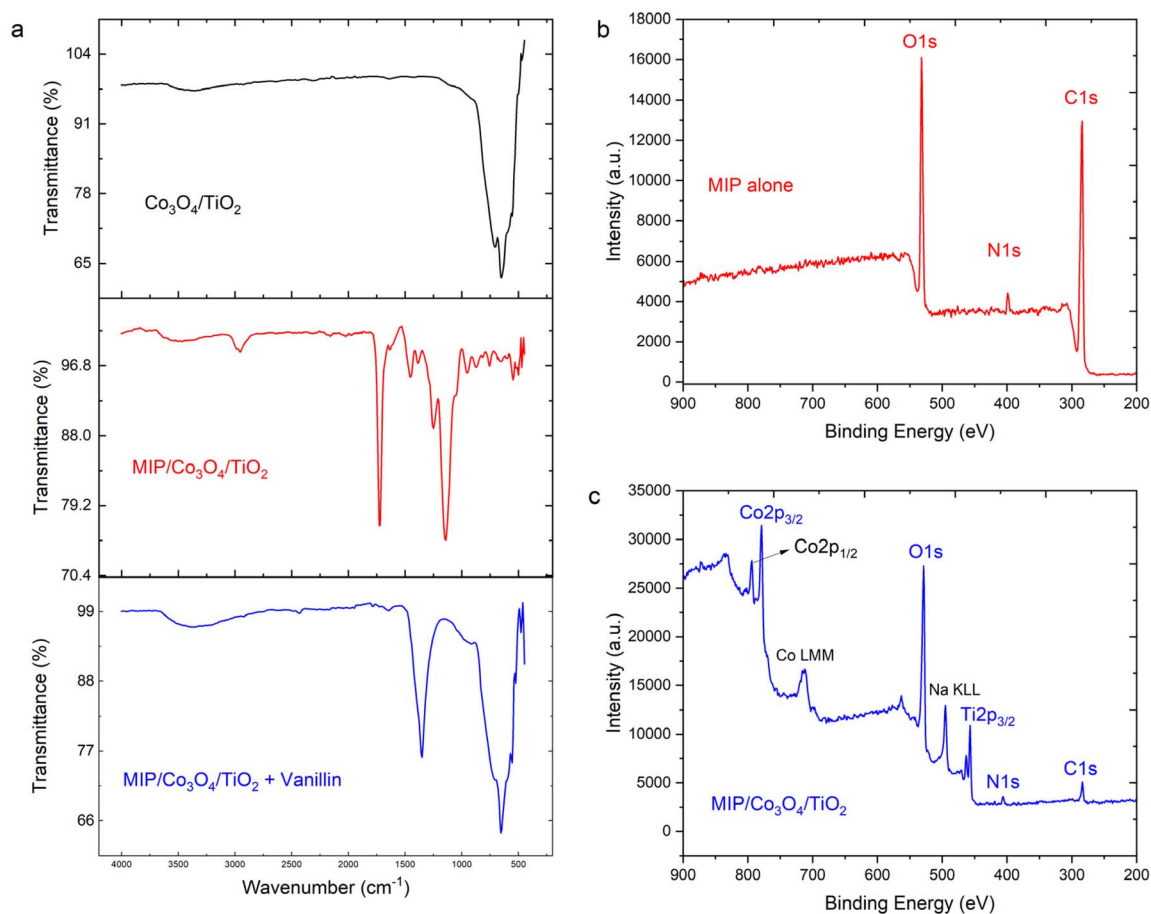 a
Transmittance (%)
104
91
78
65
Co₃O₄/TiO₂
Transmittance (%)
96.8
88.0
79.2
70.4
MIP/Co₃O₄/TiO₂
Transmittance (%)
99
88
77
66
MIP/Co₃O₄/TiO₂ + Vanillin
4000 3500 3000 2500 2000 1500 1000 500
Wavenumber (cm⁻¹)
b
Intensity (a.u.)
18000
16000
14000
12000
10000
8000
6000
4000
2000
0
O1s
C1s
MIP alone
N1s
900 800 700 600 500 400 300 200
Binding Energy (eV)
c
Intensity (a.u.)
35000
30000
25000
20000
15000
10000
5000
0
Co2p₃/₂
Co2p₁/₂
O1s
Co LMM
Na KLL
Ti2p₃/₂
N1s
C1s
MIP/Co₃O₄/TiO₂
900 800 700 600 500 400 300 200
Binding Energy (eV)